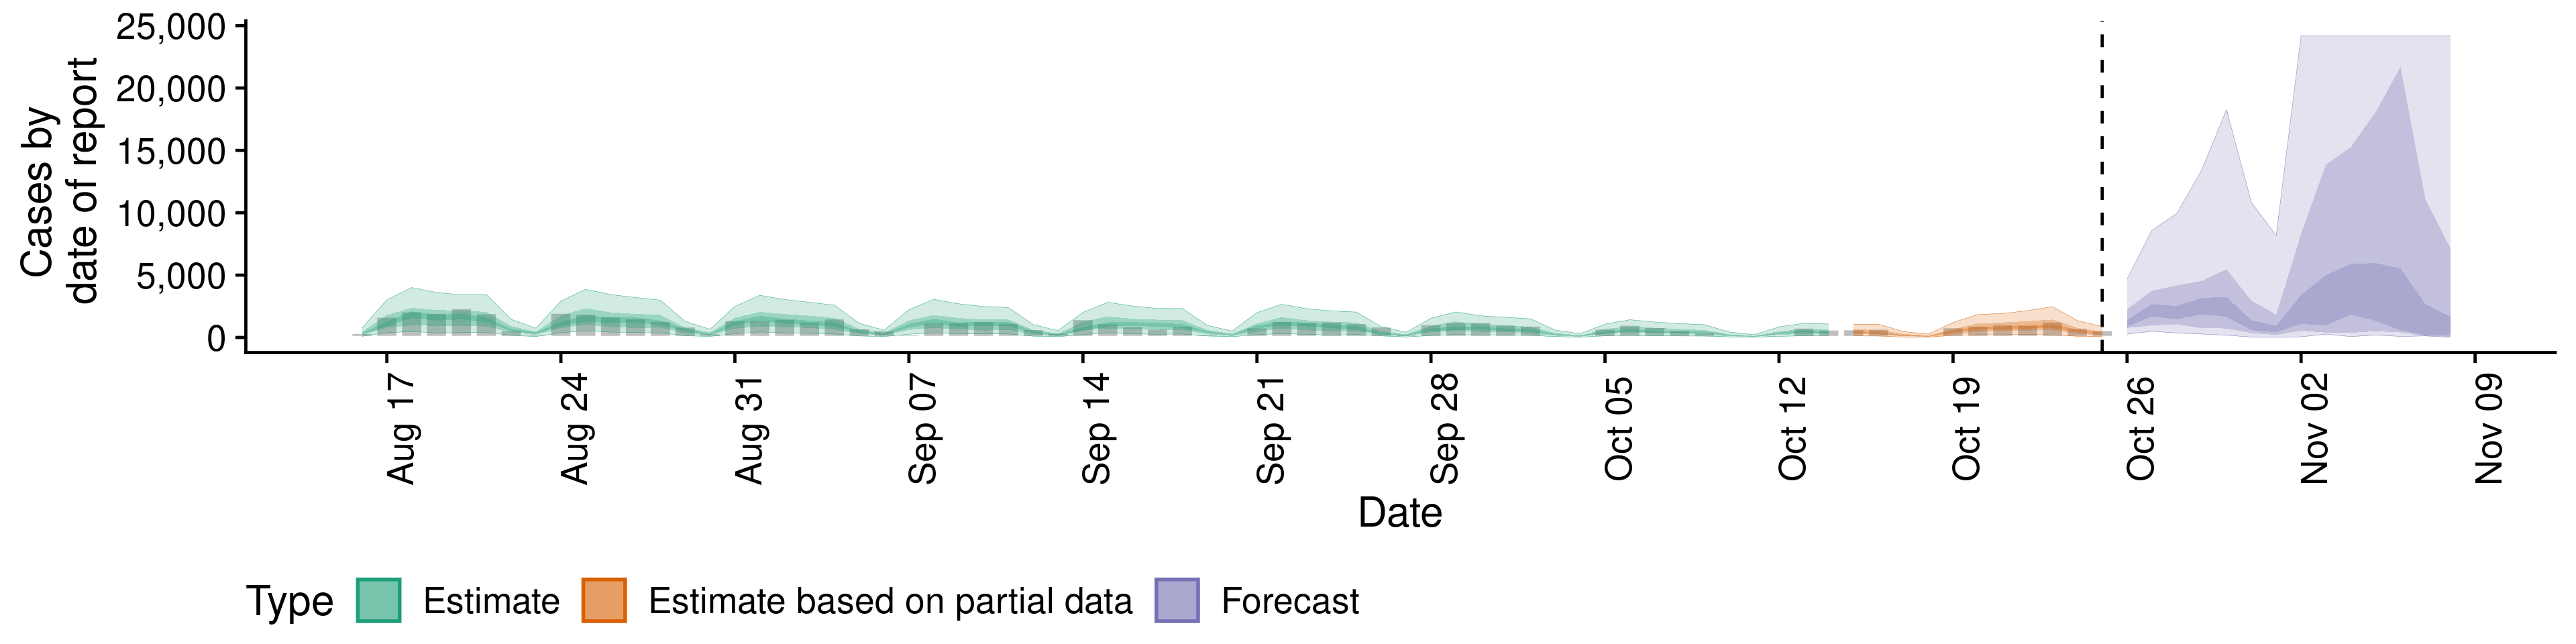 Cases by
date of report
25,000
20,000
15,000
10,000
5,000
0
Aug 17
Aug 24
Aug 31
Sep 07
Sep 14
Sep 21
Sep 28
Oct 05
Oct 12
Oct 19
Oct 26
Nov 02
Nov 09
Date
Type Estimate Estimate based on partial data Forecast